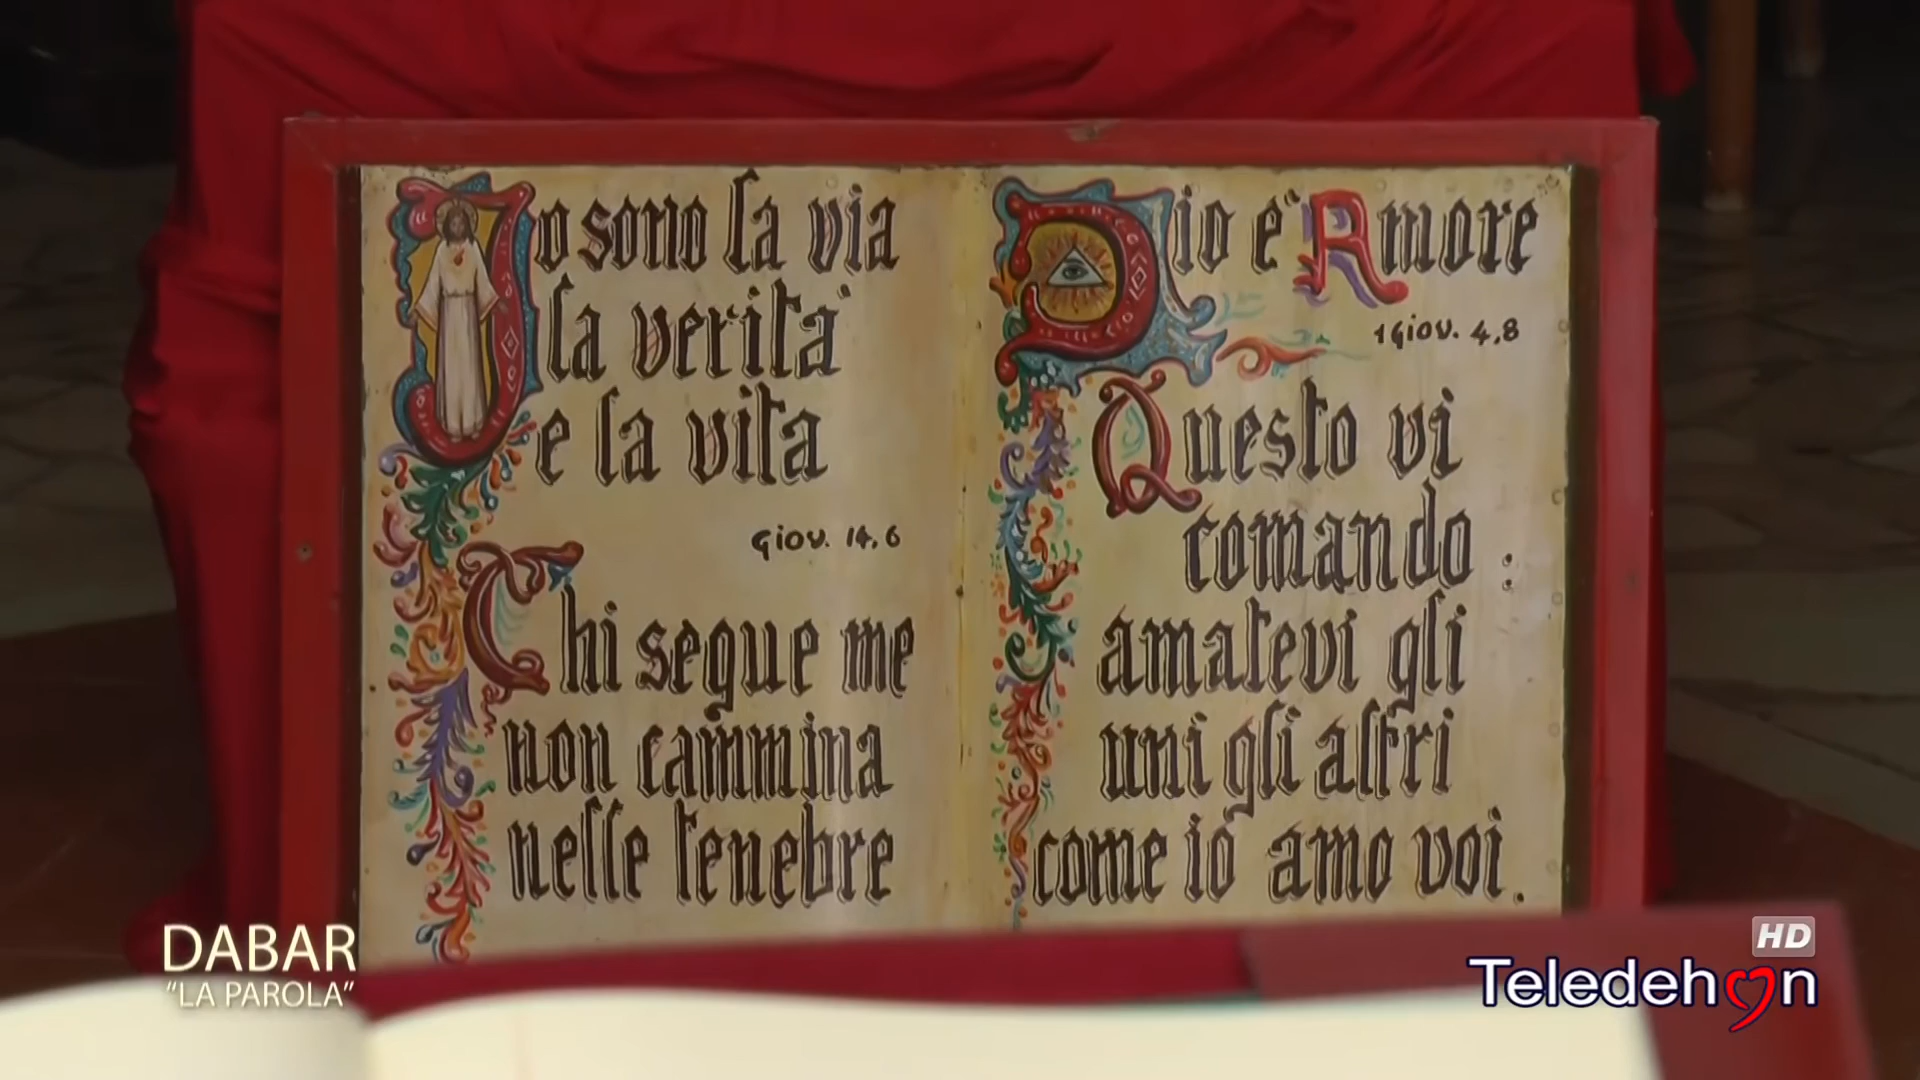 Io sono la via
la verità
e la vita
Giov. 14,6
Chi segue me
non cammina
nelle tenebre
Dio è Amore
1 Giov. 4,8
Questo vi
comando :
amatevi gli
uni gli altri
come io amo voi.
DABAR
“LA PAROLA”
HD
Teledehon